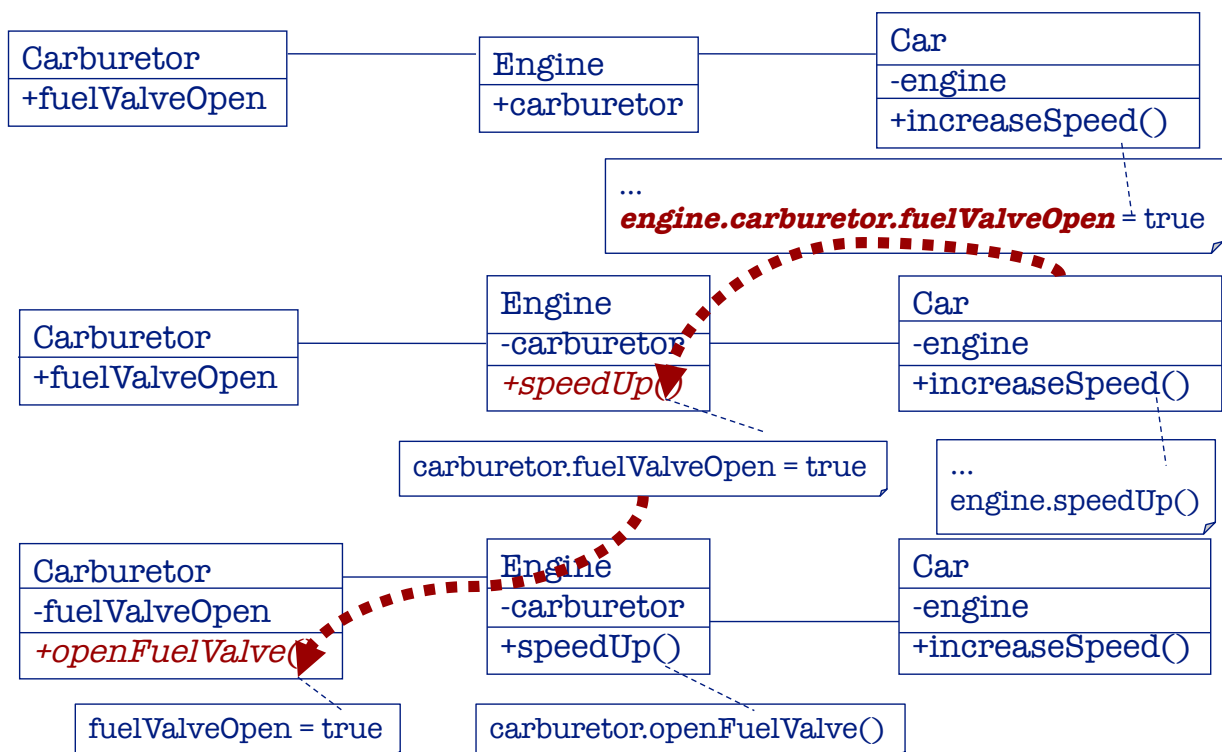 Carburetor
+fuelValveOpen
Engine
+carburetor
Car
-engine
+increaseSpeed()
...
engine.carburetor.fuelValveOpen = true
Carburetor
+fuelValveOpen
Engine
-carburetor
+speedUp()
Car
-engine
+increaseSpeed()
carburetor.fuelValveOpen = true
...
engine.speedUp()
Carburetor
-fuelValveOpen
+openFuelValve()
Engine
-carburetor
+speedUp()
Car
-engine
+increaseSpeed()
fuelValveOpen = true
carburetor.openFuelValve()